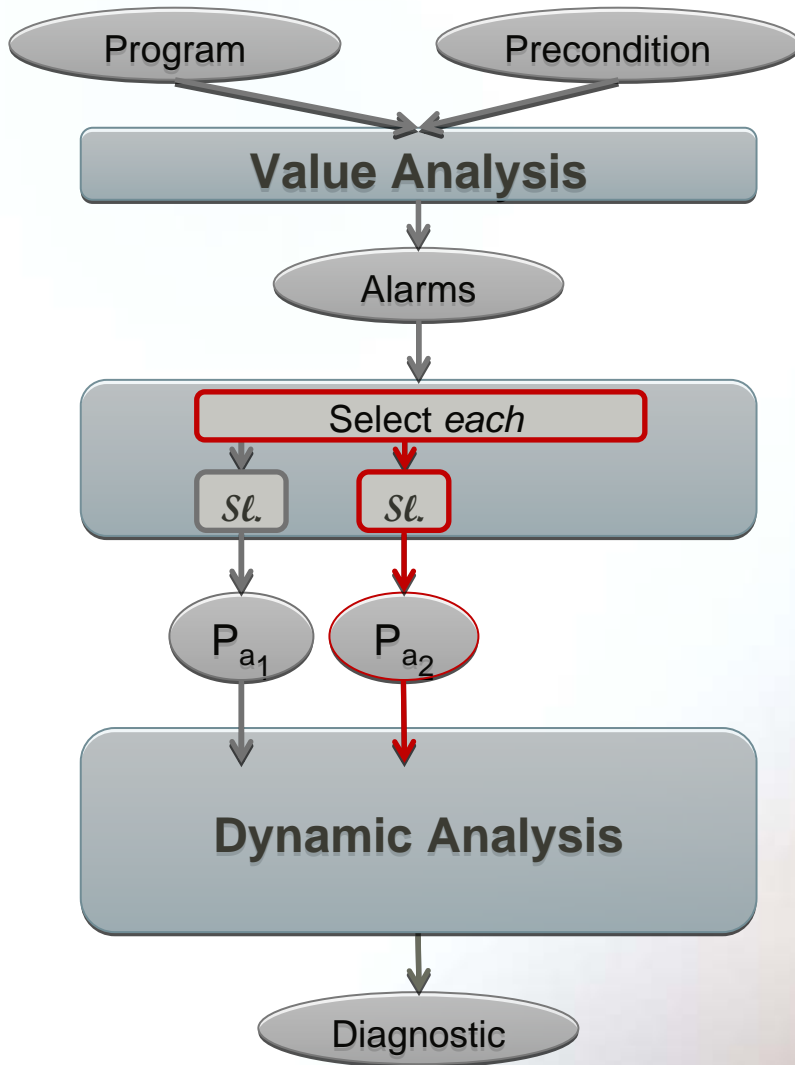 Program
Precondition
Value Analysis
Alarms
Select each
Sl.
Sl.
Pa1
Pa2
Dynamic Analysis
Diagnostic